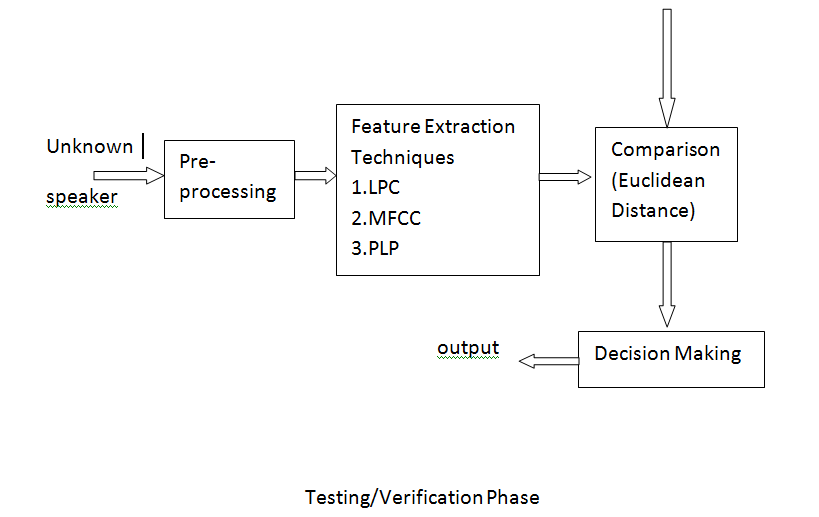 Unknown
speaker
Pre-
processing
Feature Extraction
Techniques
1.LPC
2.MFCC
3.PLP
Comparison
(Euclidean
Distance)
Decision Making
output
Testing/Verification Phase